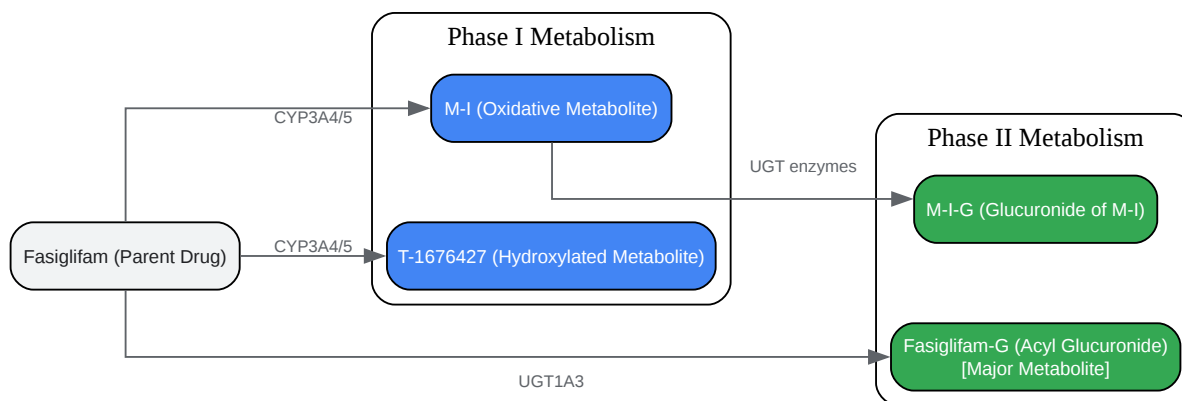 Phase I Metabolism
M-I (Oxidative Metabolite)
CYP3A4/5
Phase II Metabolism
UGT enzymes
M-I-G (Glucuronide of M-I)
Fasiglifam (Parent Drug)
CYP3A4/5
T-1676427 (Hydroxylated Metabolite)
Fasiglifam-G (Acyl Glucuronide)
[Major Metabolite]
UGT1A3